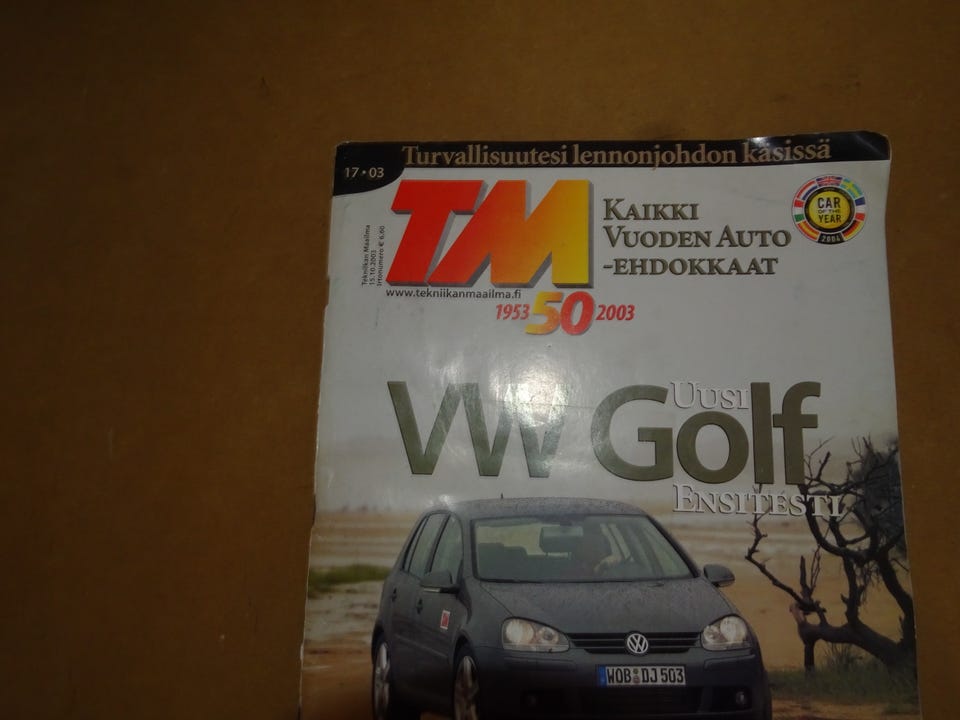 Turvallisuutesi lennonjohdon käsissä
17•03
TM
Tekniikan Maailma
15.10.2003
Irtonumero € 6,60
www.tekniikanmaailma.fi
1953 50 2003
KAIKKI
VUODEN AUTO
-EHDOKKAAT
CAR
OF THE
YEAR
2004
UUSI
VW Golf
ENSITESTI
WOB DJ 503